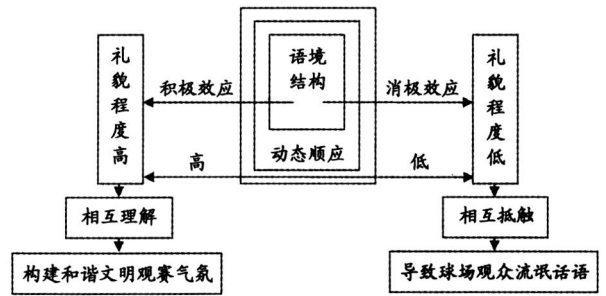 礼貌程度高
积极效应
语境
结构
消极效应
礼貌程度低
高
动态顺应
低
相互理解
相互抵触
构建和谐文明观赛气氛
导致球场观众流氓话语